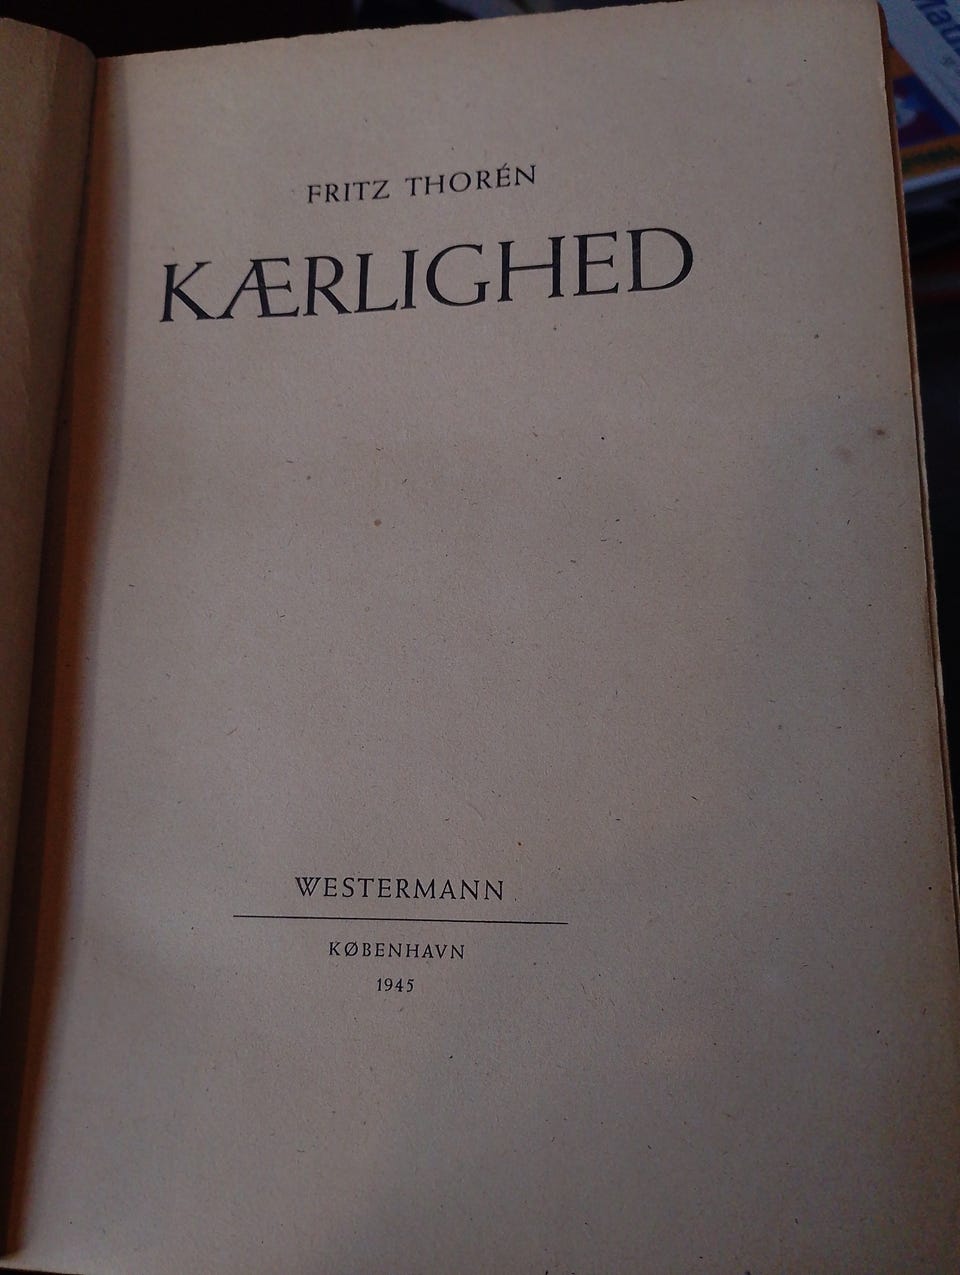 FRITZ THORÉN
KÆRLIGHED
WESTERMANN
KØBENHAVN
1945